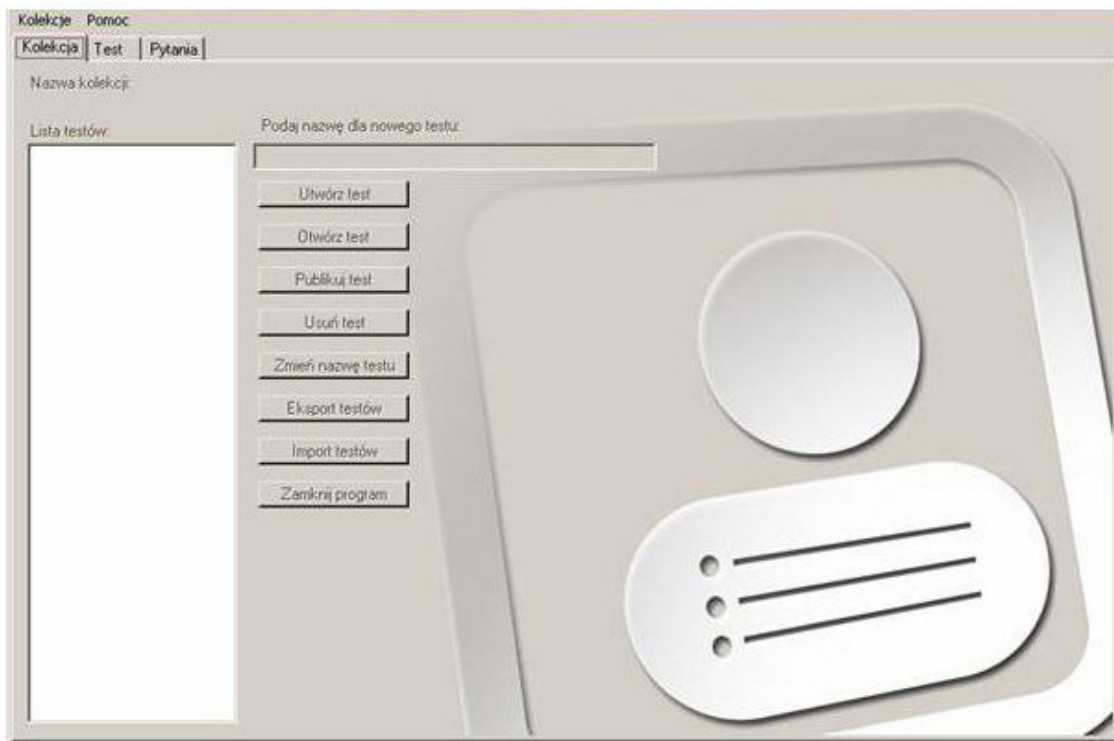 Kolekcje Pomoc
Kolekcja Test Pytania
Nazwa kolekcji:
Lista testów:
Podaj nazwę dla nowego testu:
Utwórz test
Otwórz test
Publikuj test
Usuń test
Zmień nazwę testu
Eksport testów
Import testów
Zamknij program